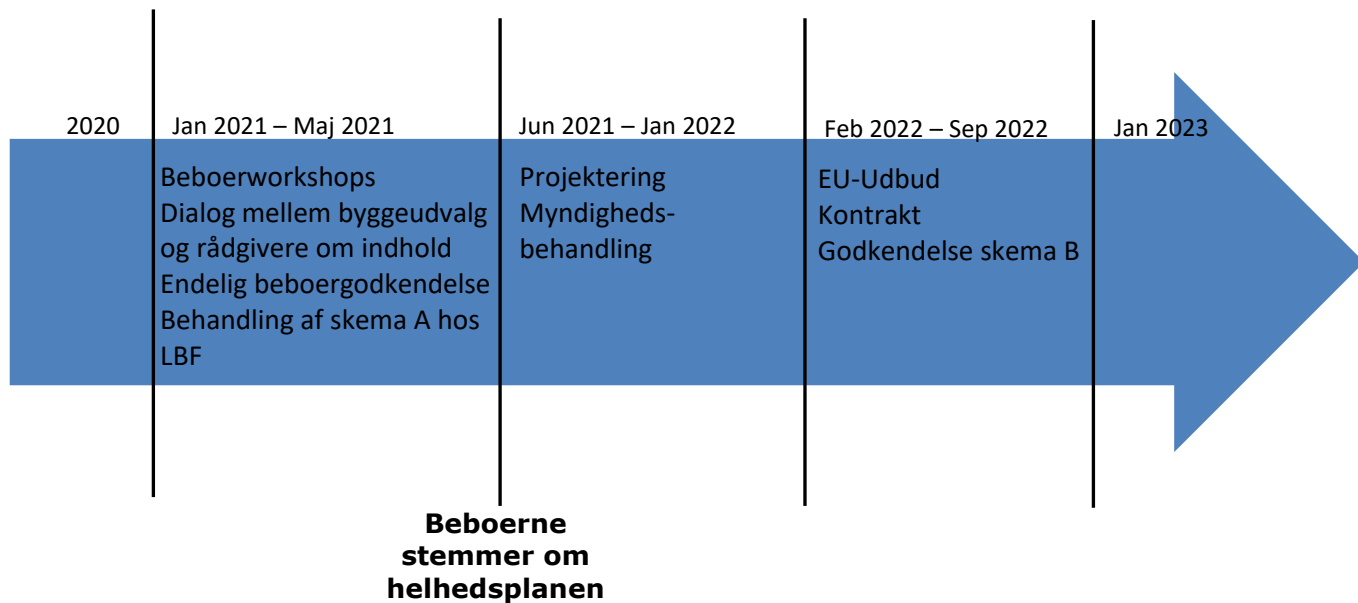 2020
Jan 2021 – Maj 2021
Beboerworkshops
Dialog mellem byggeudvalg
og rådgivere om indhold
Endelig beboergodkendelse
Behandling af skema A hos
LBF
Jun 2021 – Jan 2022
Projektering
Myndigheds-
behandling
Feb 2022 – Sep 2022
EU-Udbud
Kontrakt
Godkendelse skema B
Jan 2023
Beboerne
stemmer om
helhedsplanen